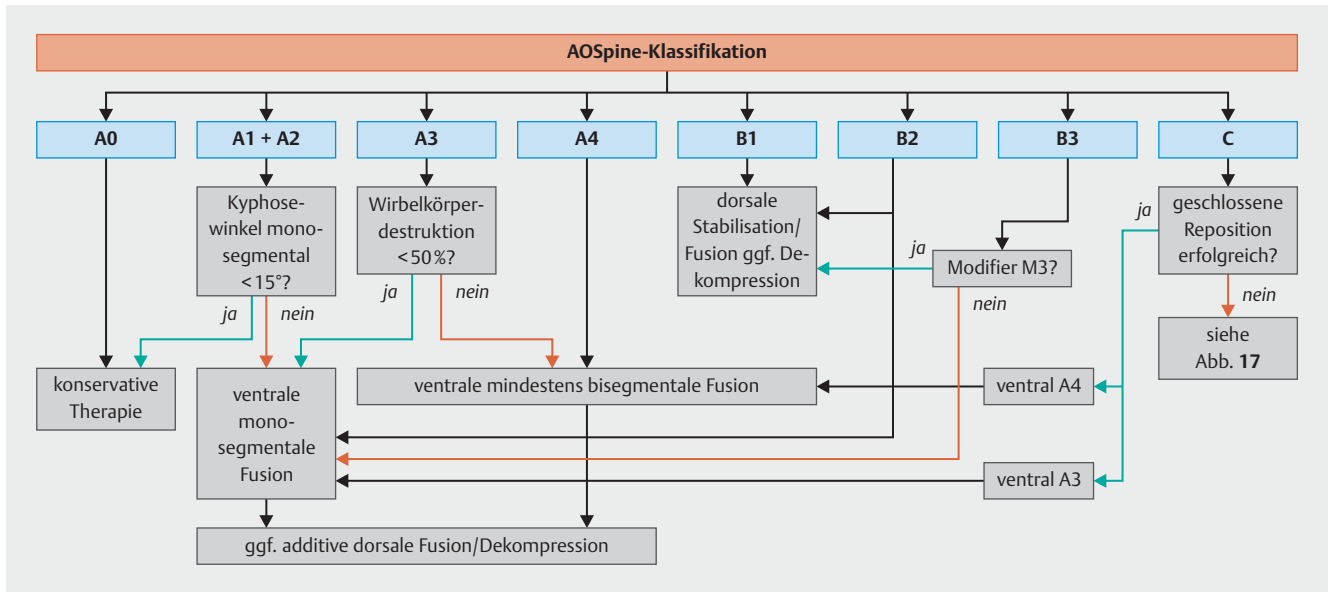 AOSpine-Klassifikation
A0
A1 + A2
A3
A4
B1
B2
B3
C
Kyphose-
winkel mono-
segmental
<15°?
Wirbelkörper-
destruktion
<50%?
dorsale
Stabilisation/
Fusion ggf. De-
kompression
ja
Modifier M3?
nein
ja
geschlossene
Reposition
erfolgreich?
nein
siehe
Abb. 17
ja
nein
ja
nein
konservative
Therapie
ventrale
mono-
segmentale
Fusion
ventrale mindestens bisegmentale Fusion
ventral A4
ventral A3
ggf. additive dorsale Fusion/Dekompression